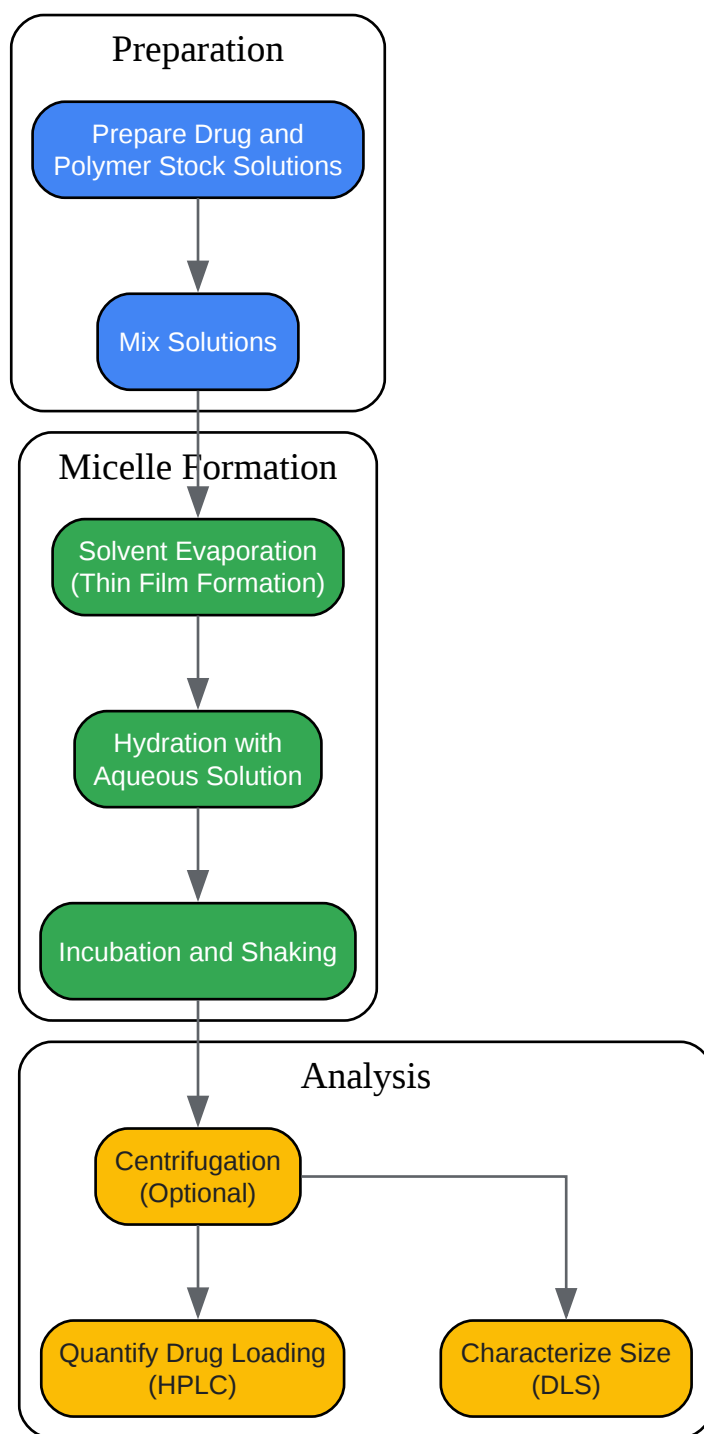 Preparation
Prepare Drug and
Polymer Stock Solutions
Mix Solutions
Micelle Formation
Solvent Evaporation
(Thin Film Formation)
Hydration with
Aqueous Solution
Incubation and Shaking
Analysis
Centrifugation
(Optional)
Quantify Drug Loading
(HPLC)
Characterize Size
(DLS)